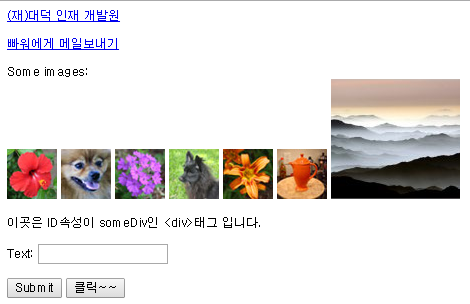 (재)대덕 인재 개발원
빠워에게 메일보내기
Some images:
이곳은 ID속성이 someDiv인 <div>태그 입니다.
Text:
Submit 클릭~~